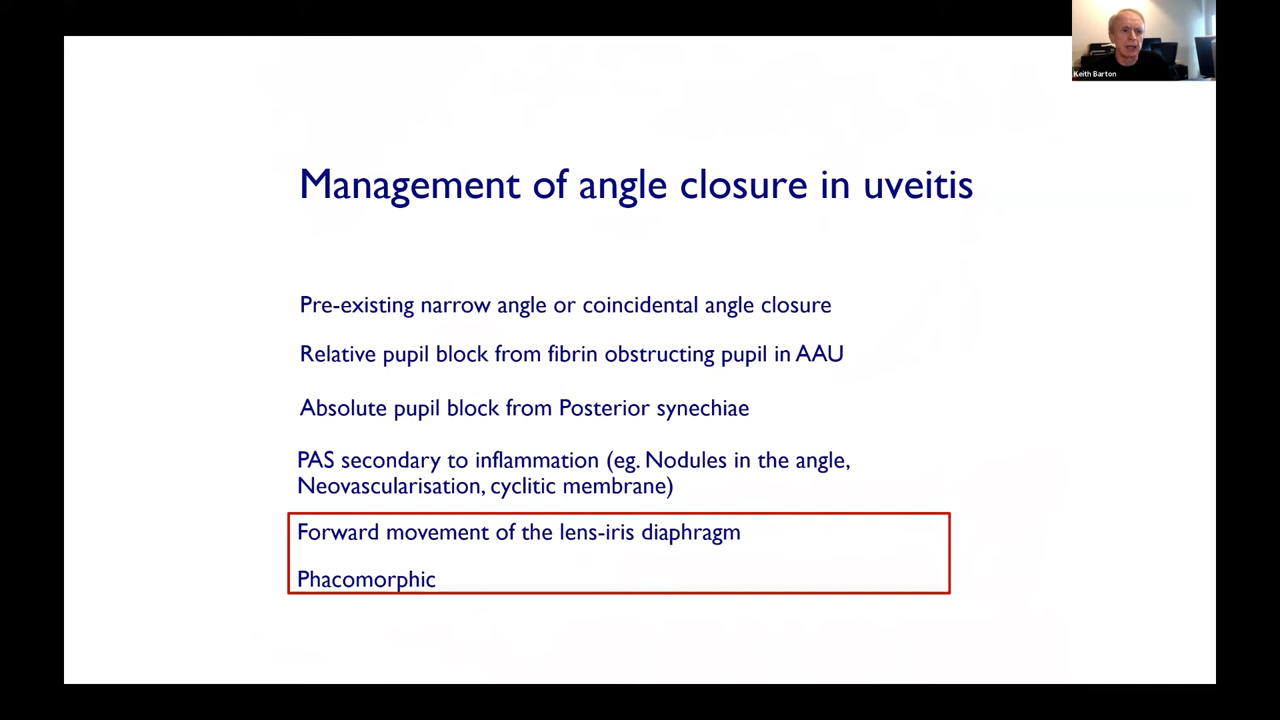 Keith Barton
Management of angle closure in uveitis
Pre-existing narrow angle or coincidental angle closure
Relative pupil block from fibrin obstructing pupil in AAU
Absolute pupil block from Posterior synechiae
PAS secondary to inflammation (eg. Nodules in the angle,
Neovascularisation, cyclitic membrane)
Forward movement of the lens-iris diaphragm
Phacomorphic